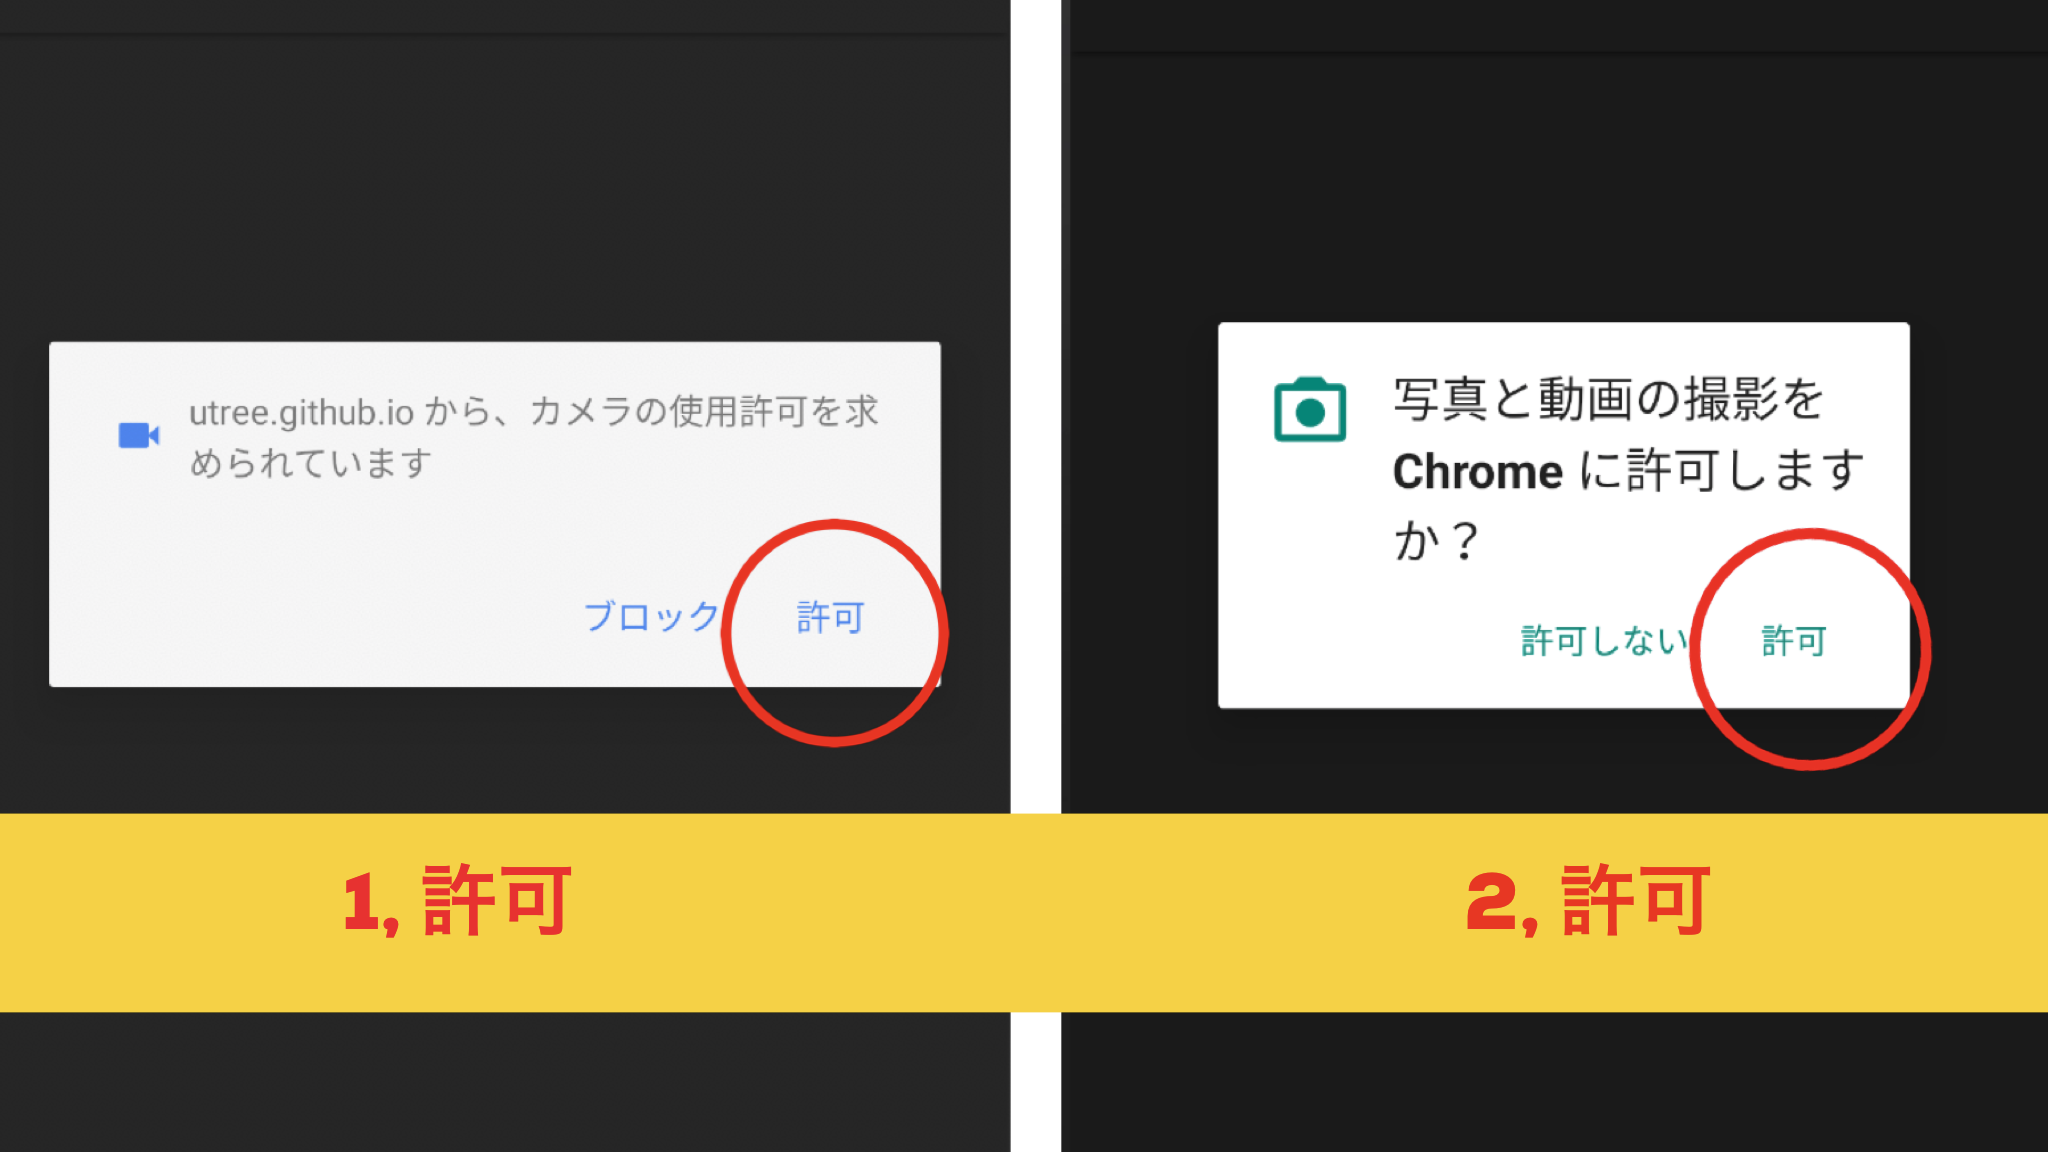 utree.github.io から、カメラの使用許可を求
められています
ブロック 許可
写真と動画の撮影を
Chrome に許可します
か？
許可しない 許可
1, 許可
2, 許可